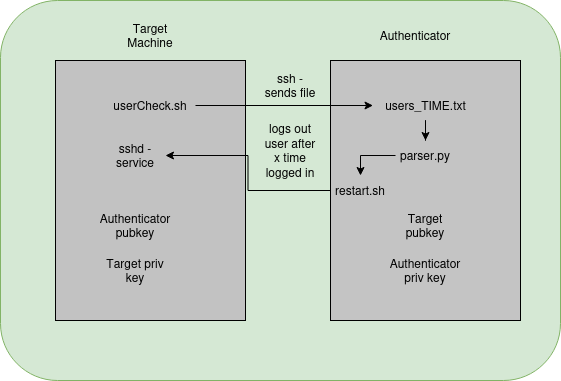 Target
Machine
Authenticator
ssh -
sends file
userCheck.sh
users_TIME.txt
logs out
user after
x time
logged in
sshd -
service
parser.py
restart.sh
Authenticator
pubkey
Target
pubkey
Target priv
key
Authenticator
priv key